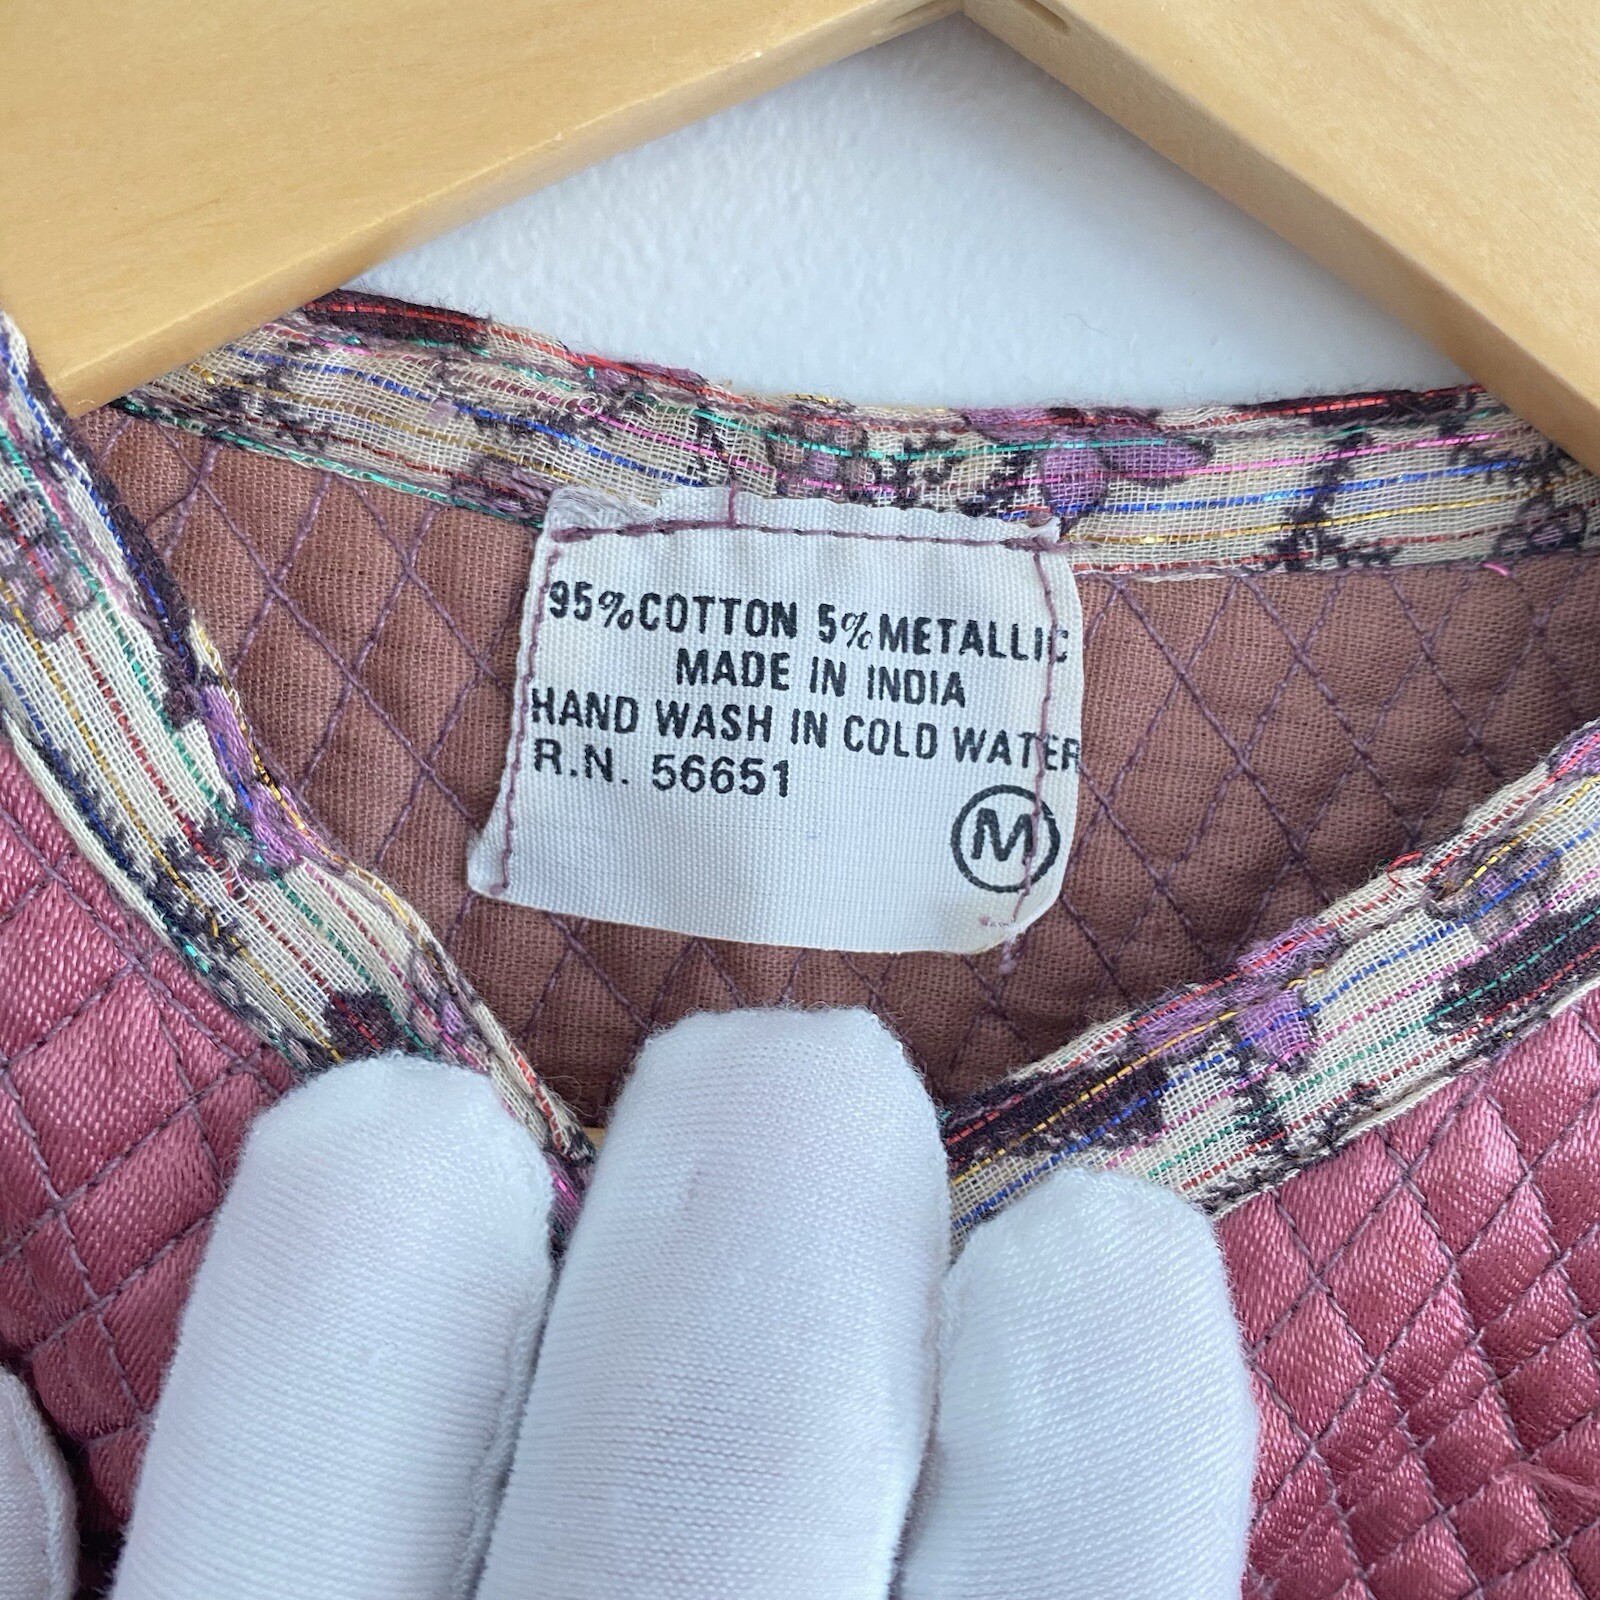 95% COTTON 5% METALLIC
MADE IN INDIA
HAND WASH IN COLD WATER
R.N. 56651
M